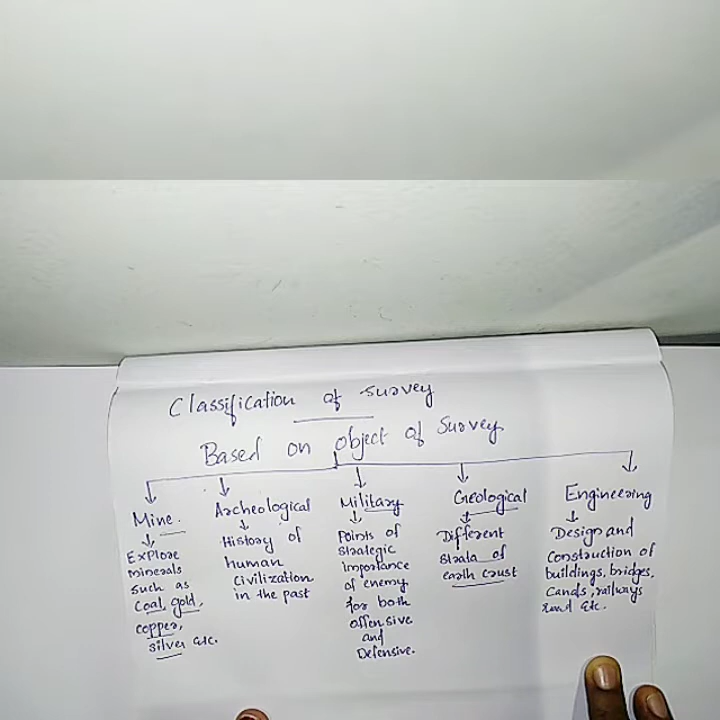 Classification of survey
Based on object of Survey
Mine.
Explore
minerals
such as
Coal, gold,
copper,
silver etc.
Archeological
History of
human
Civilization
in the past
Military
Points of
strategic
importance
of enemy
for both
offensive
and
Defensive.
Geological
Different
strata of
earth crust
Engineering
Design and
Construction of
buildings, bridges,
Canals, railways
road etc.